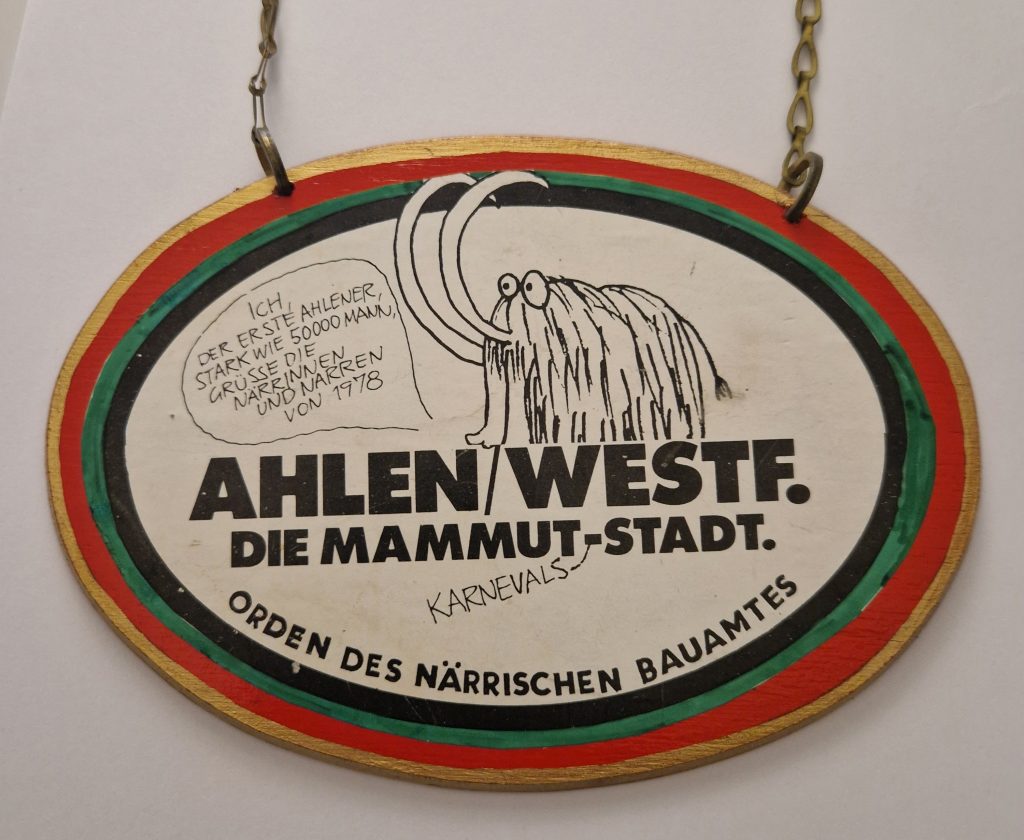 ICH,
DER ERSTE AHLENER,
STARK WIE 50000 MANN,
GRÜSSE DIE
NÄRRINNEN
UND NARREN
VON 1978
AHLEN/WESTF.
DIE MAMMUT-STADT.
KARNEVALS-
ORDEN DES NÄRRISCHEN BAUAMTES